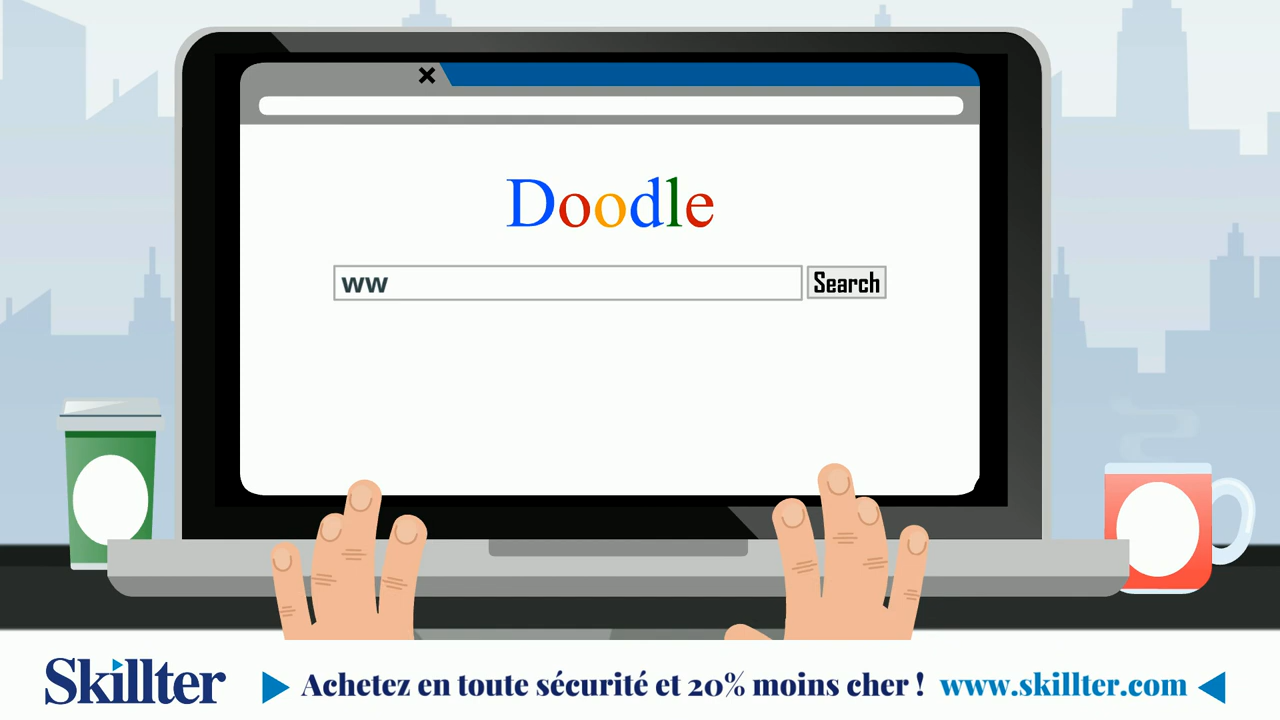 Doodle
ww
Search
Skillter
Achetez en toute sécurité et 20% moins cher ! www.skillter.com